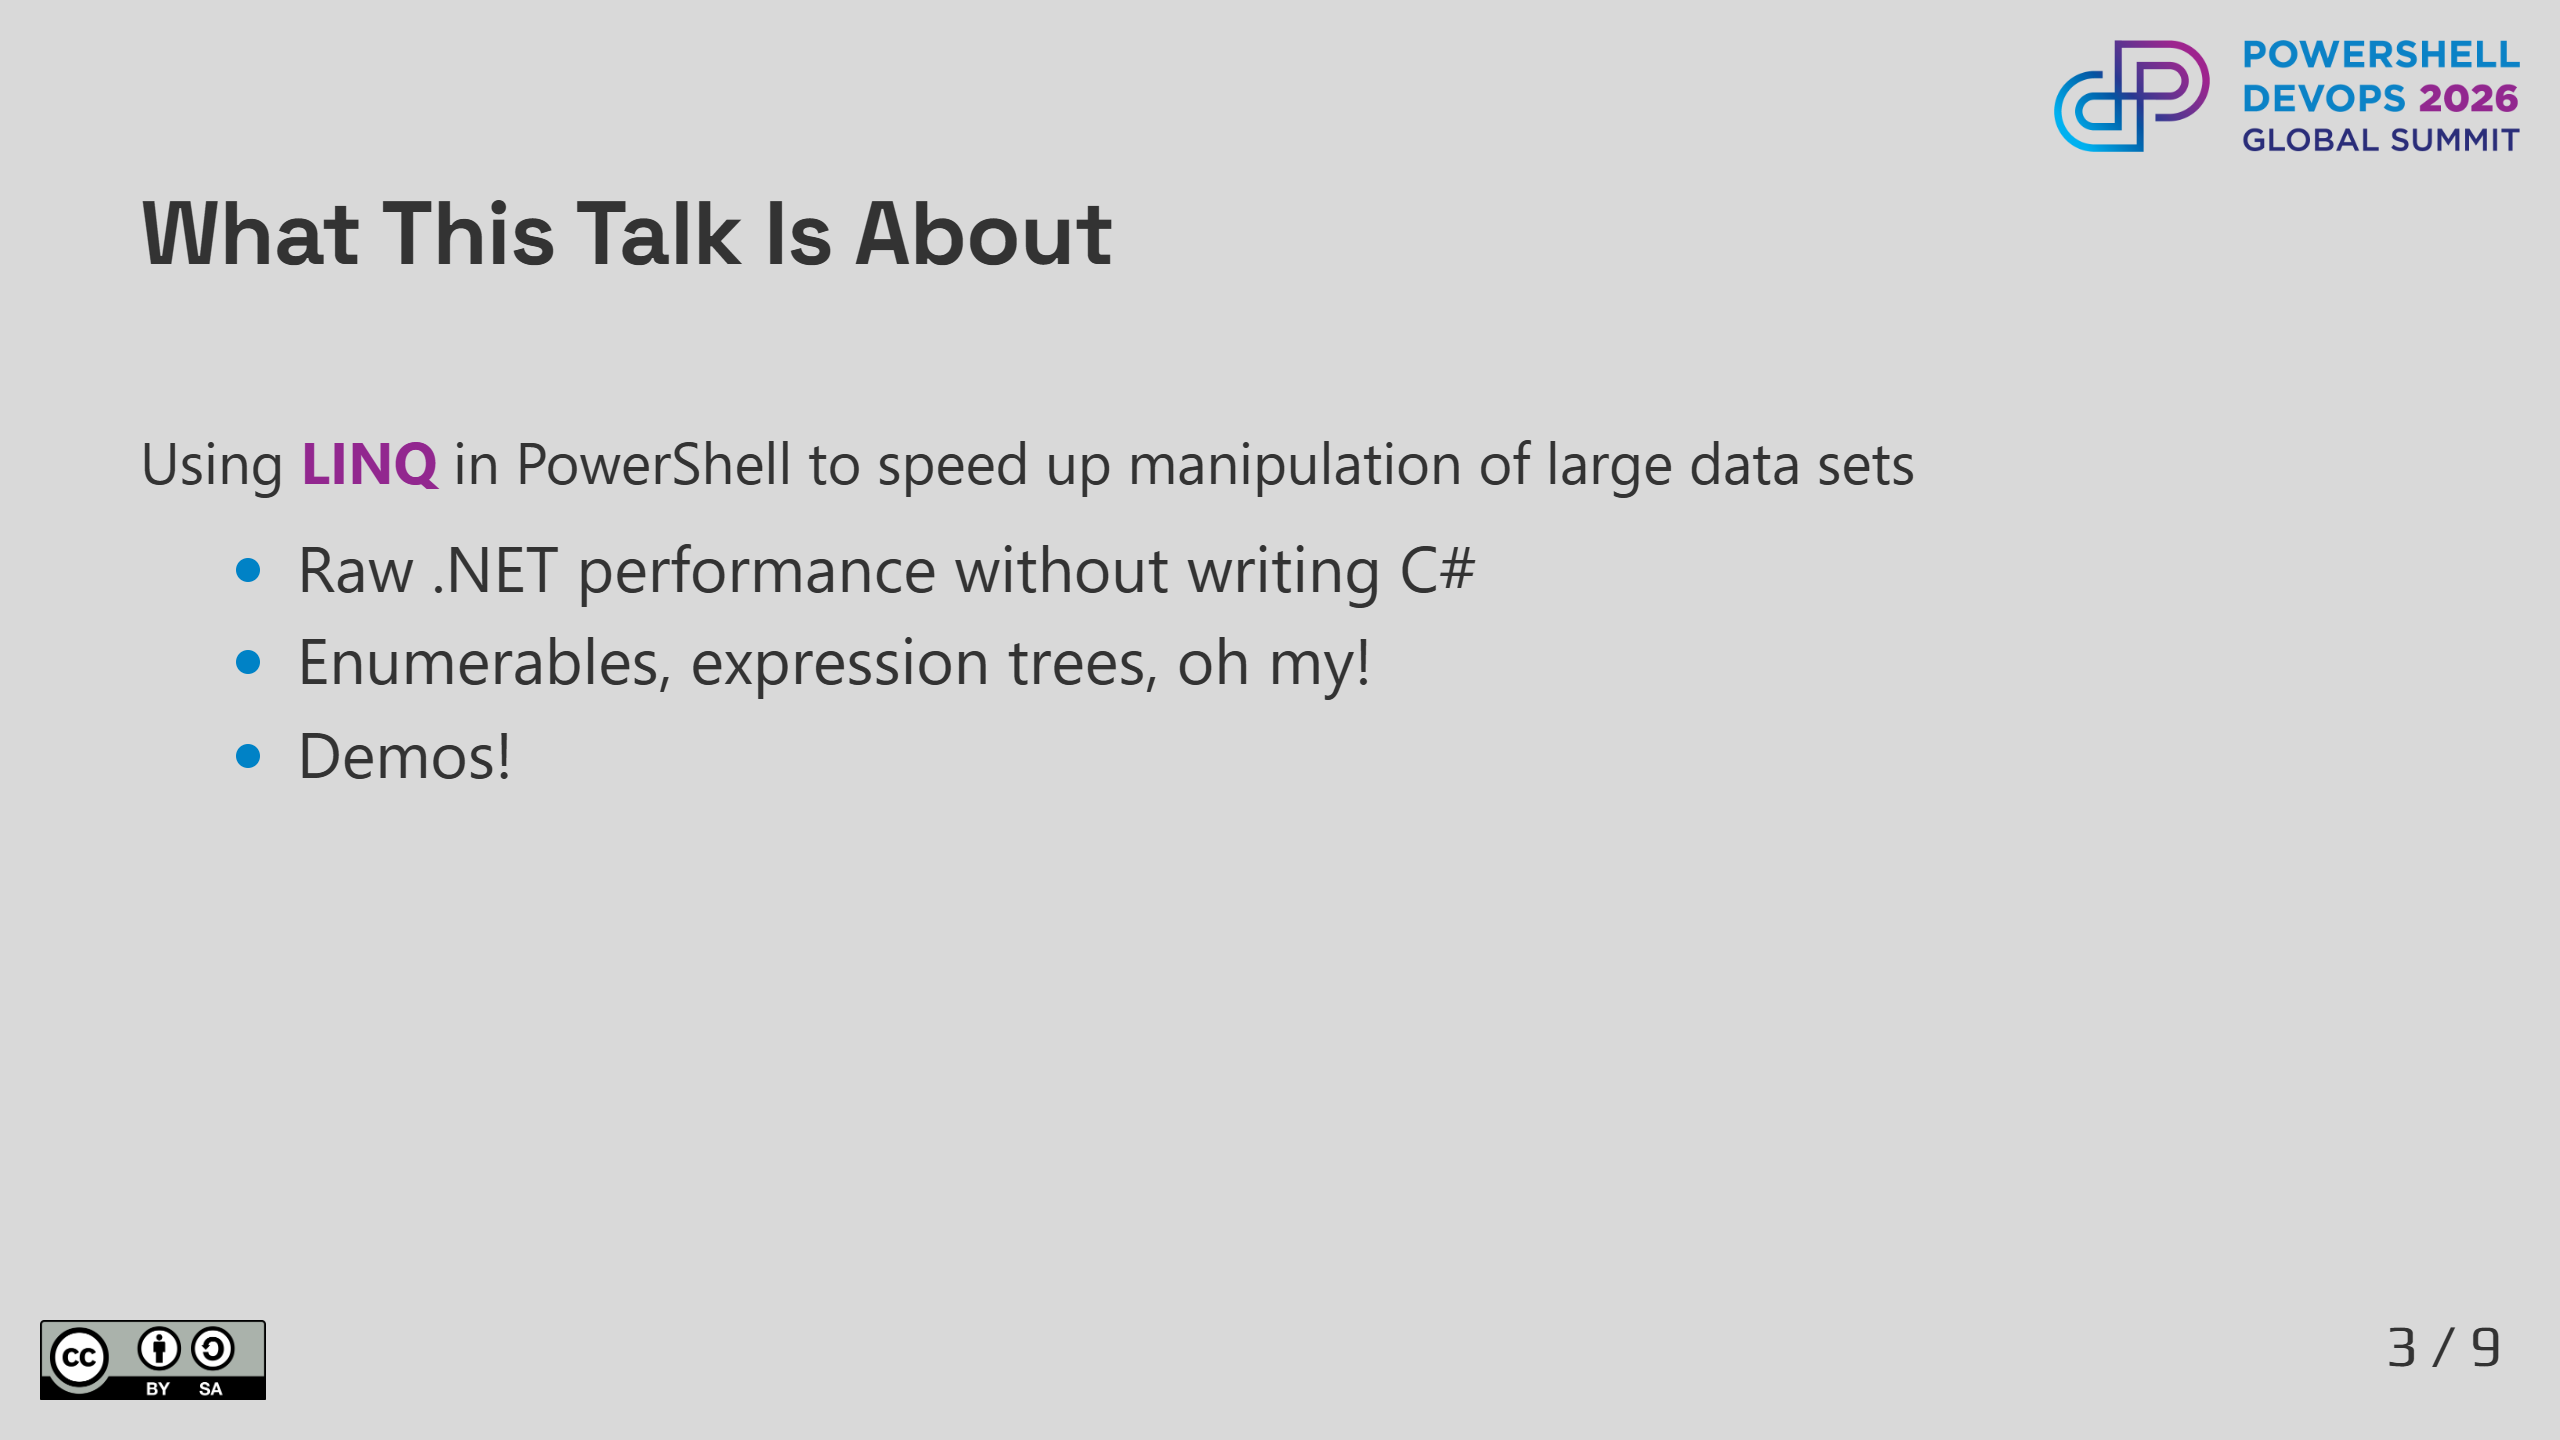 POWERSHELL
DEVOPS 2026
GLOBAL SUMMIT
What This Talk Is About
Using LINQ in PowerShell to speed up manipulation of large data sets
• Raw .NET performance without writing C#
• Enumerables, expression trees, oh my!
• Demos!
CC BY SA
3 / 9